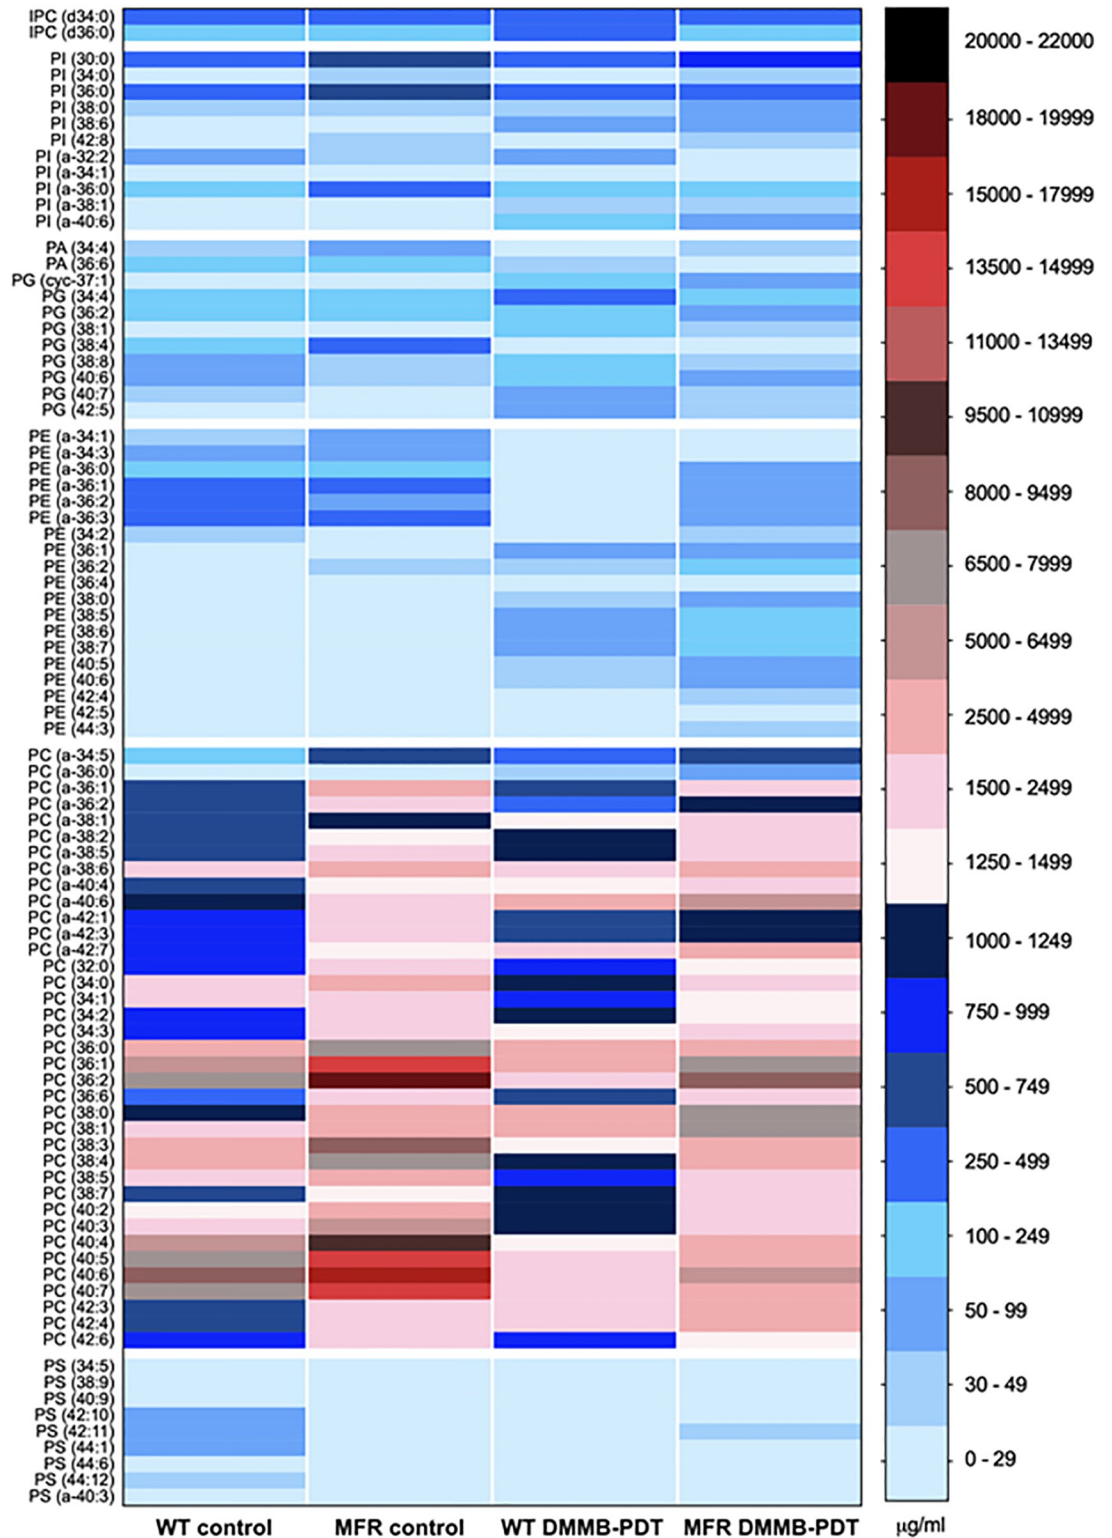 IPC (d34:0)
IPC (d36:0)
PI (30:0)
PI (34:0)
PI (36:0)
PI (38:0)
PI (38:6)
PI (42:8)
PI (a-32:2)
PI (a-34:1)
PI (a-36:0)
PI (a-38:1)
PI (a-40:6)
PA (34:4)
PA (36:6)
PG (cyc-37:1)
PG (34:4)
PG (36:2)
PG (38:1)
PG (38:4)
PG (38:8)
PG (40:6)
PG (40:7)
PG (42:5)
PE (a-34:1)
PE (a-34:3)
PE (a-36:0)
PE (a-36:1)
PE (a-36:2)
PE (a-36:3)
PE (34:2)
PE (36:1)
PE (36:2)
PE (36:4)
PE (38:0)
PE (38:5)
PE (38:6)
PE (38:7)
PE (40:5)
PE (40:6)
PE (42:4)
PE (42:5)
PE (44:3)
PC (a-34:5)
PC (a-36:0)
PC (a-36:1)
PC (a-36:2)
PC (a-38:1)
PC (a-38:2)
PC (a-38:5)
PC (a-38:6)
PC (a-40:4)
PC (a-40:6)
PC (a-42:1)
PC (a-42:3)
PC (a-42:7)
PC (32:0)
PC (34:0)
PC (34:1)
PC (34:2)
PC (34:3)
PC (36:0)
PC (36:1)
PC (36:2)
PC (36:6)
PC (38:0)
PC (38:1)
PC (38:3)
PC (38:4)
PC (38:5)
PC (38:7)
PC (40:2)
PC (40:3)
PC (40:4)
PC (40:5)
PC (40:6)
PC (40:7)
PC (42:3)
PC (42:4)
PC (42:6)
PS (34:5)
PS (38:9)
PS (40:9)
PS (42:10)
PS (42:11)
PS (44:1)
PS (44:6)
PS (44:12)
PS (a-40:3)
WT control
MFR control
WT DMMB-PDT
MFR DMMB-PDT
20000 - 22000
18000 - 19999
15000 - 17999
13500 - 14999
11000 - 13499
9500 - 10999
8000 - 9499
6500 - 7999
5000 - 6499
2500 - 4999
1500 - 2499
1250 - 1499
1000 - 1249
750 - 999
500 - 749
250 - 499
100 - 249
50 - 99
30 - 49
0 - 29
µg/ml